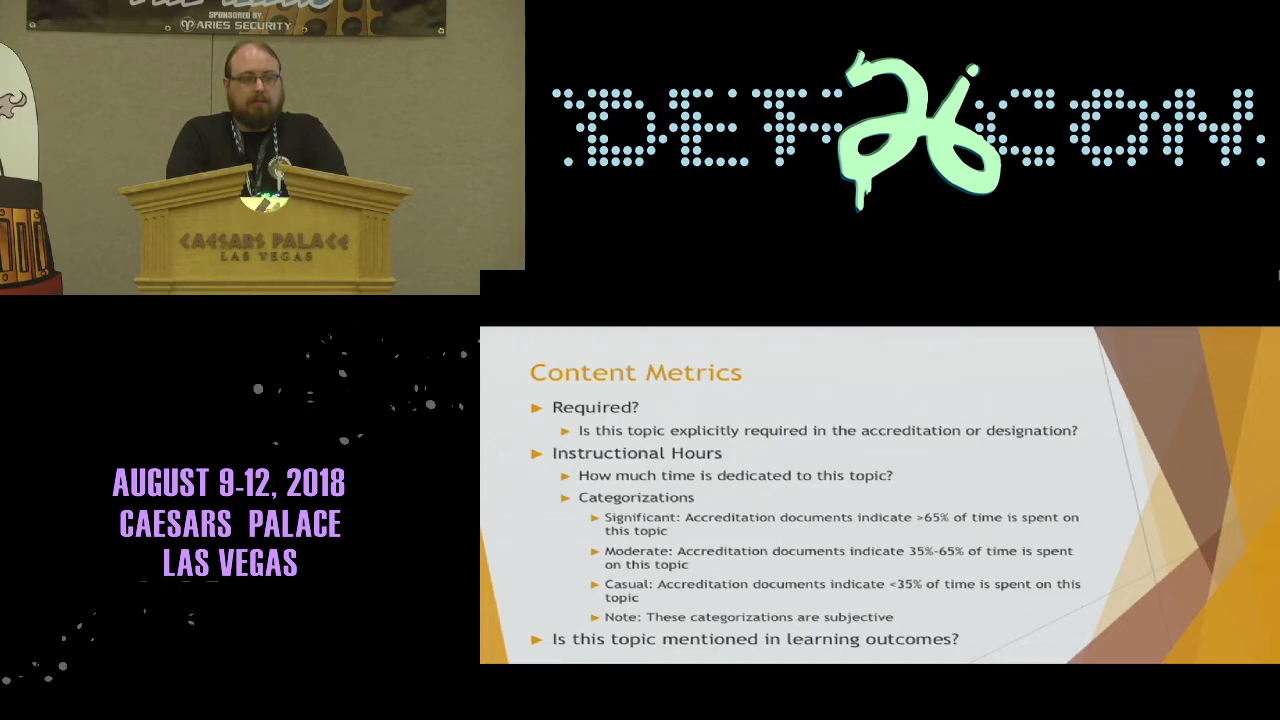 SPONSORED BY:
ARIES SECURITY
CAESARS PALACE
LAS VEGAS
DEF CON
26
AUGUST 9-12, 2018
CAESARS PALACE
LAS VEGAS
Content Metrics
Required?
Is this topic explicitly required in the accreditation or designation?
Instructional Hours
How much time is dedicated to this topic?
Categorizations
Significant: Accreditation documents indicate >65% of time is spent on
this topic
Moderate: Accreditation documents indicate 35%-65% of time is spent
on this topic
Casual: Accreditation documents indicate <35% of time is spent on this
topic
Note: These categorizations are subjective
Is this topic mentioned in learning outcomes?